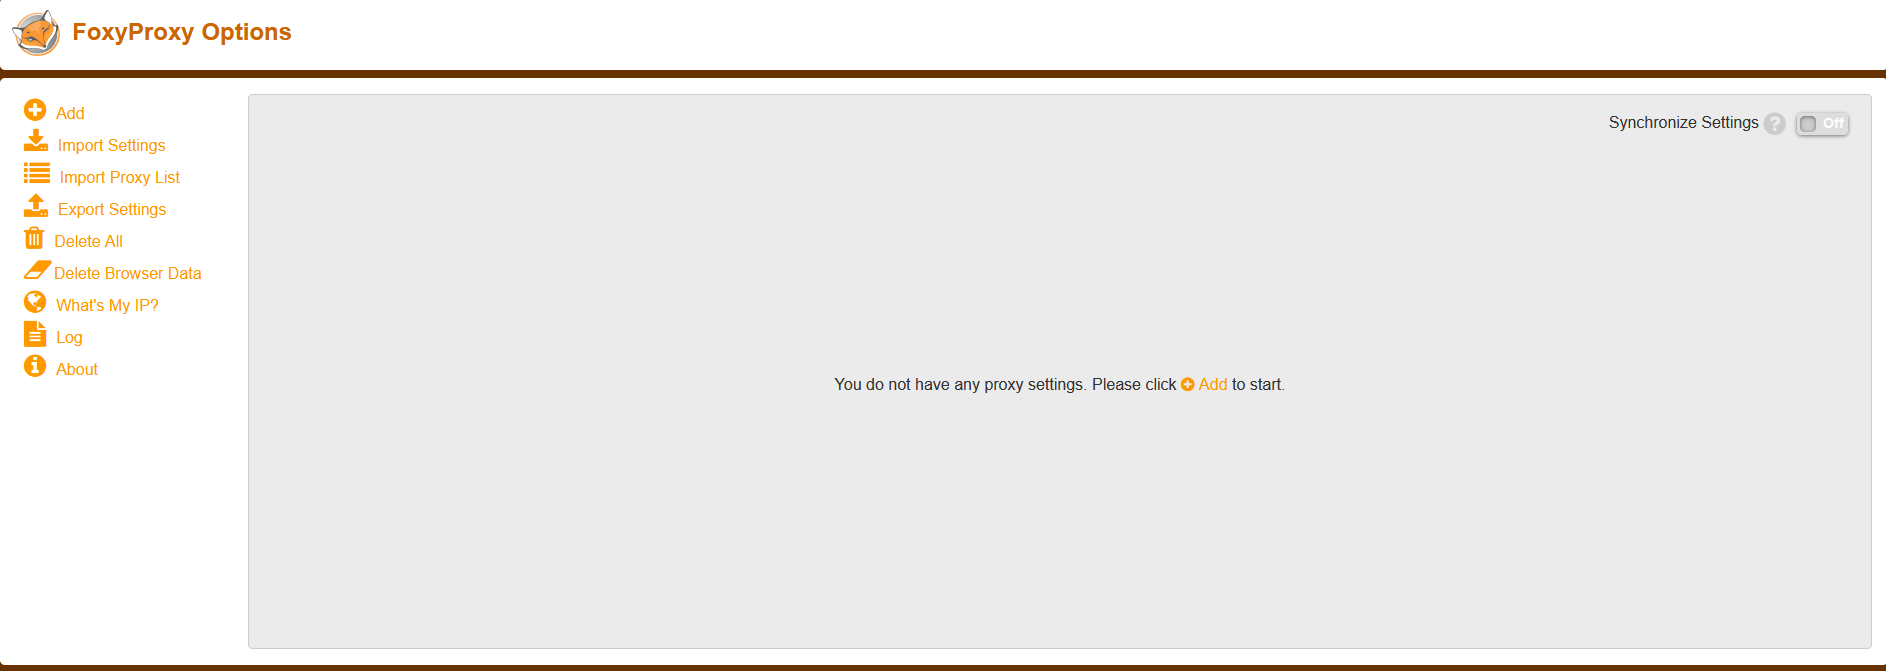 FoxyProxy Options
Add
Import Settings
Import Proxy List
Export Settings
Delete All
Delete Browser Data
What's My IP?
Log
About
Synchronize Settings ? Off
You do not have any proxy settings. Please click Add to start.